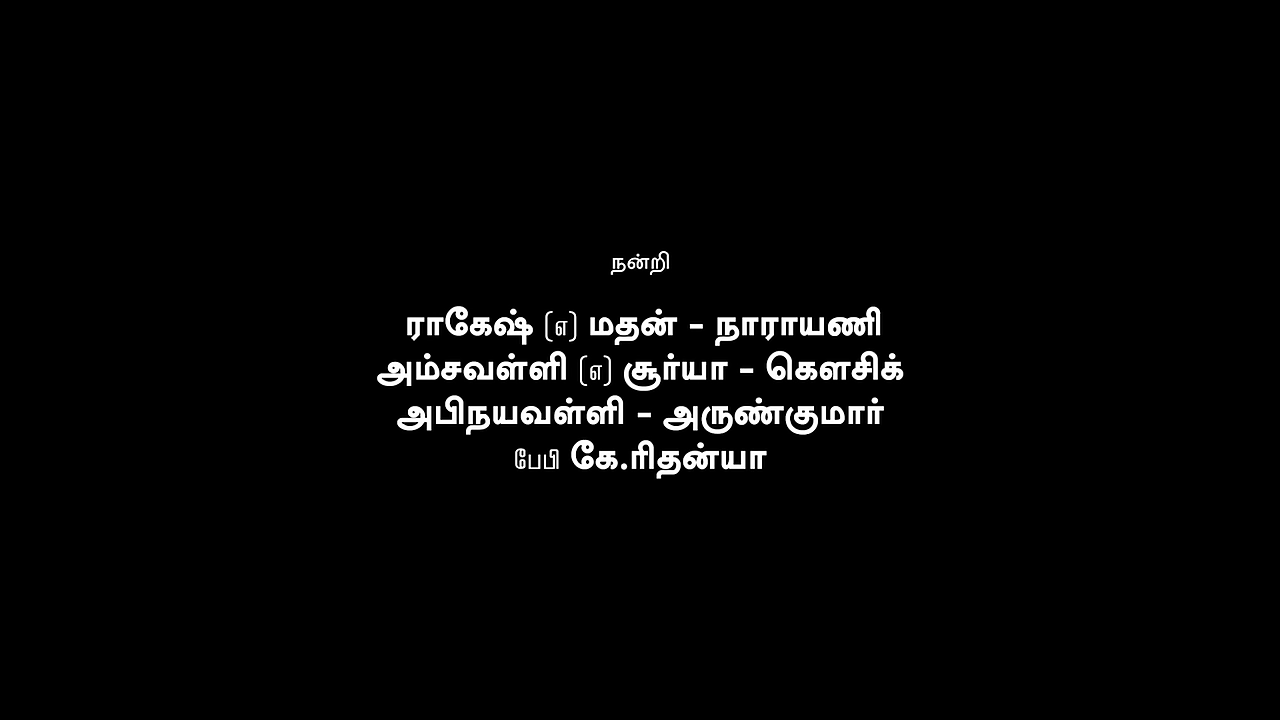 நன்றி
ராகேஷ் (எ) மதன் - நாராயணி
அம்சவள்ளி (எ) சூர்யா - கௌசிக்
அபிநயவள்ளி - அருண்குமார்
பேபி கே.ரிதன்யா